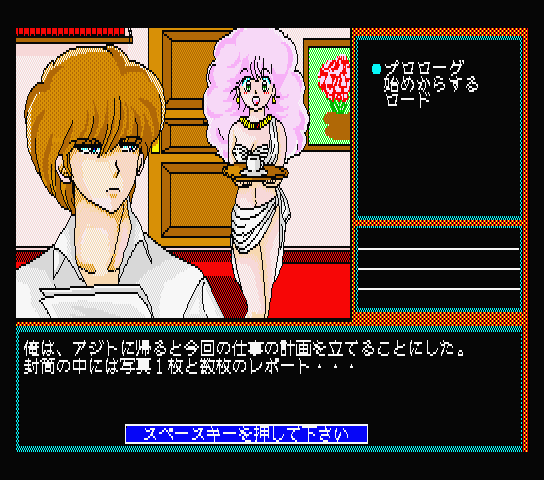 プロローグ
始めからする
ロード
俺は、アジトに帰ると今回の仕事の計画を立てることにした。
封筒の中には写真１枚と数枚のレポート・・・
スペースキーを押して下さい